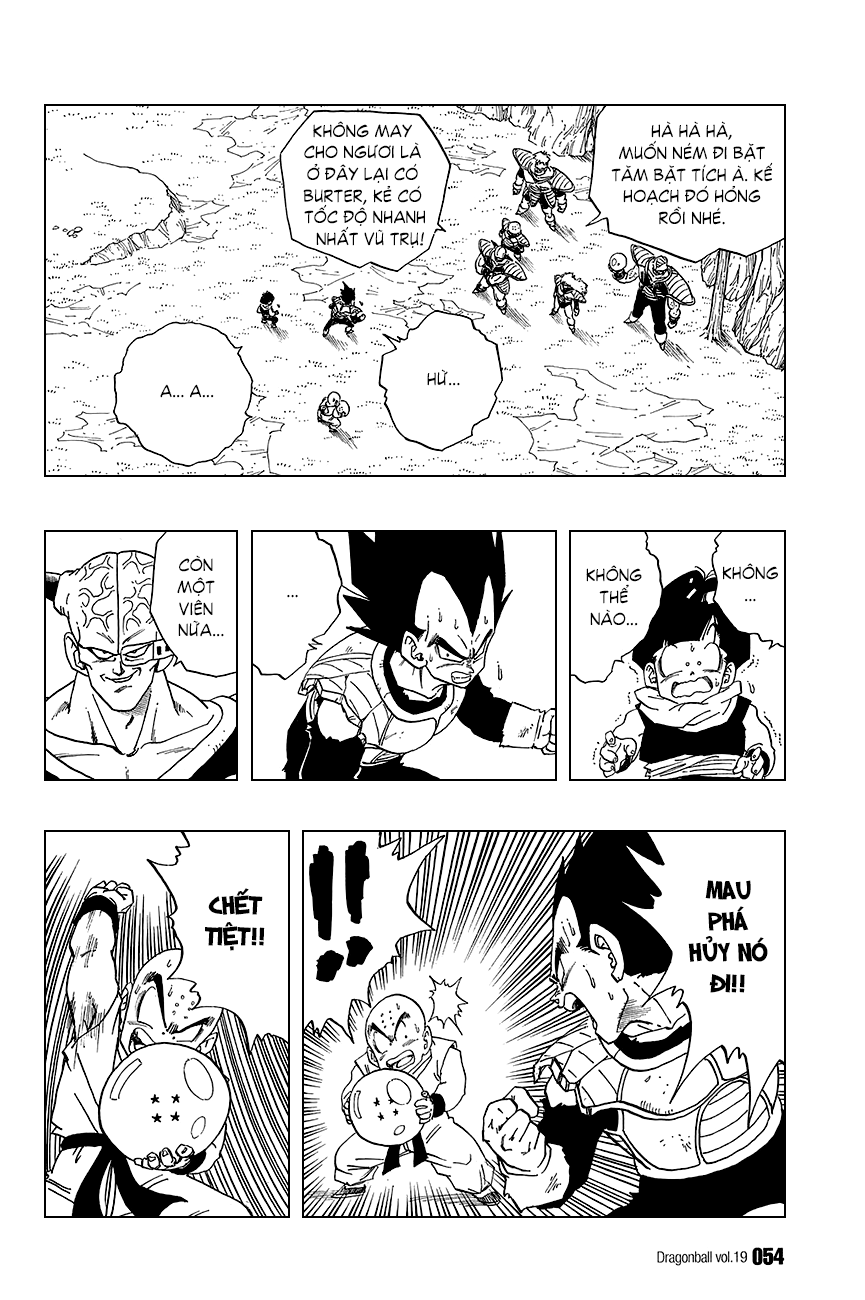 HÀ HÀ HÀ,
MUỐN NÉM ĐI BẶT
TĂM BẶT TÍCH À. KẾ
HOẠCH ĐÓ HỎNG
RỒI NHÉ.
KHÔNG MAY
CHO NGƯƠI LÀ
Ở ĐÂY LẠI CÓ
BURTER, KẺ CÓ
TỐC ĐỘ NHANH
NHẤT VŨ TRỤ!
HỪ...
A... A...
KHÔNG
...
KHÔNG
THỂ
NÀO...
...
CÒN
MỘT
VIÊN
NỮA...
MAU
PHÁ
HỦY NÓ
ĐI!!
!!
CHẾT
TIỆT!!
Dragonball vol.19 054